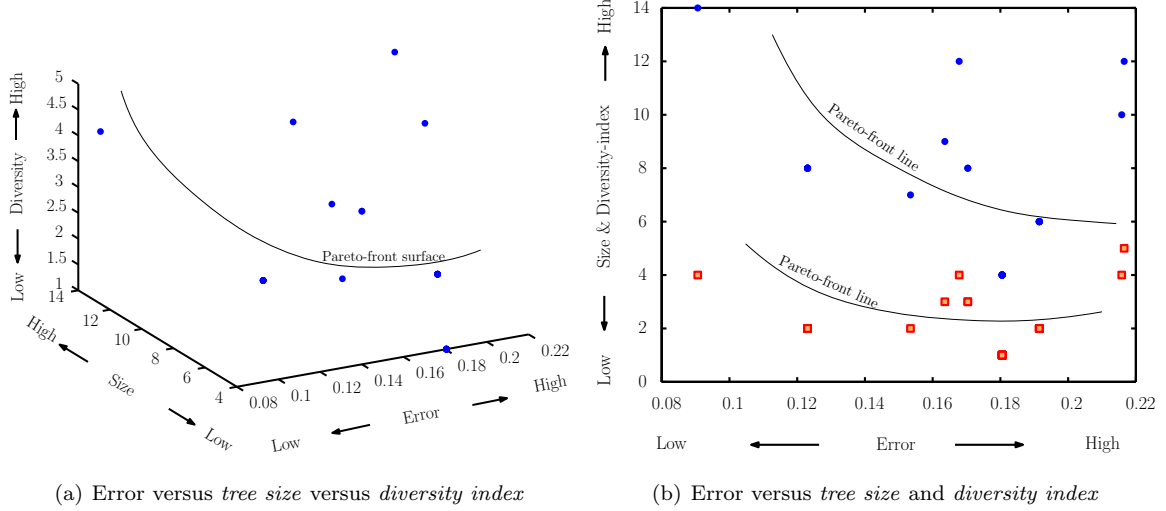 5
4.5
4
3.5
3
2.5
2
1.5
1
High
Diversity
Low
14
12
10
8
6
4
High
Size
Low
0.08
0.1
0.12
0.14
0.16
0.18
0.2
0.22
Low
Error
High
Pareto-front surface
(a) Error versus tree size versus diversity index
14
12
10
8
6
4
2
0
High
Size & Diversity-index
Low
Pareto-front line
Pareto-front line
0.08
0.1
0.12
0.14
0.16
0.18
0.2
0.22
Low
Error
High
(b) Error versus tree size and diversity index